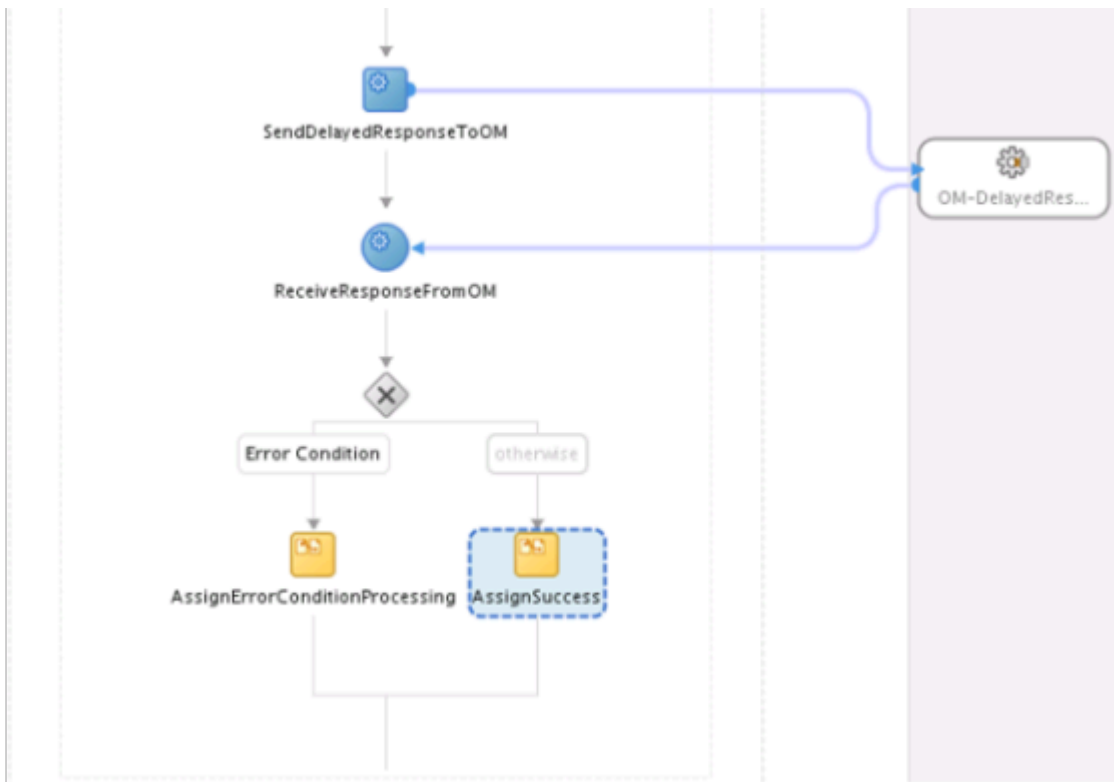 SendDelayedResponseToOM
OM-DelayedRes...
ReceiveResponseFromOM
Error Condition
otherwise
AssignErrorConditionProcessing
AssignSuccess